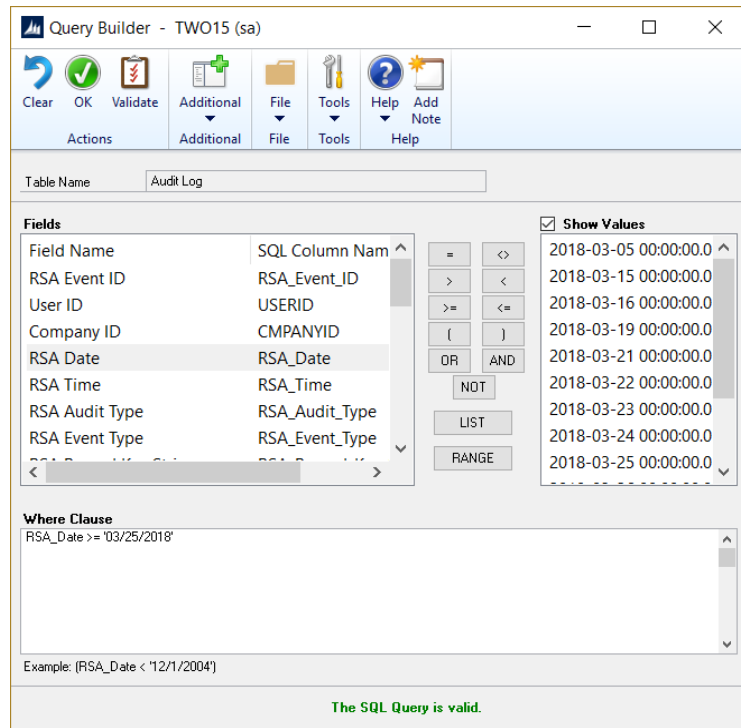 Query Builder - TWO15 (sa)
Clear OK Validate Additional File Tools Help Add Note
Actions Additional File Tools Help
Table Name Audit Log
Fields
Show Values
Field Name SQL Column Nam
RSA Event ID RSA_Event_ID
User ID USERID
Company ID CMPANYID
RSA Date RSA_Date
RSA Time RSA_Time
RSA Audit Type RSA_Audit_Type
RSA Event Type RSA_Event_Type
= <>
> <
>= <=
( )
OR AND
NOT
LIST
RANGE
2018-03-05 00:00:00.0
2018-03-15 00:00:00.0
2018-03-16 00:00:00.0
2018-03-19 00:00:00.0
2018-03-21 00:00:00.0
2018-03-22 00:00:00.0
2018-03-23 00:00:00.0
2018-03-24 00:00:00.0
2018-03-25 00:00:00.0
Where Clause
RSA_Date >= '03/25/2018'
Example: (RSA_Date < '12/1/2004')
The SQL Query is valid.